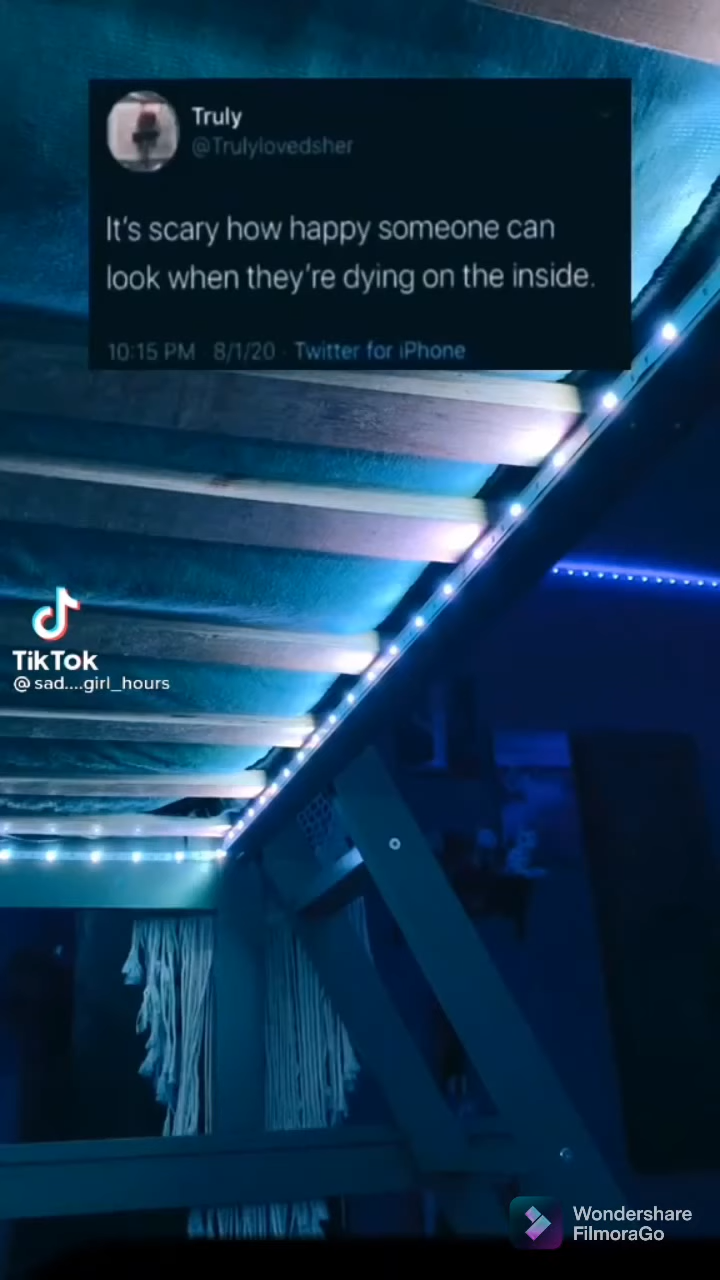 Truly
@Trulylovedsher
It's scary how happy someone can
look when they're dying on the inside.
10:15 PM · 8/1/20 · Twitter for iPhone
TikTok
@sad....girl_hours
Wondershare
FilmoraGo